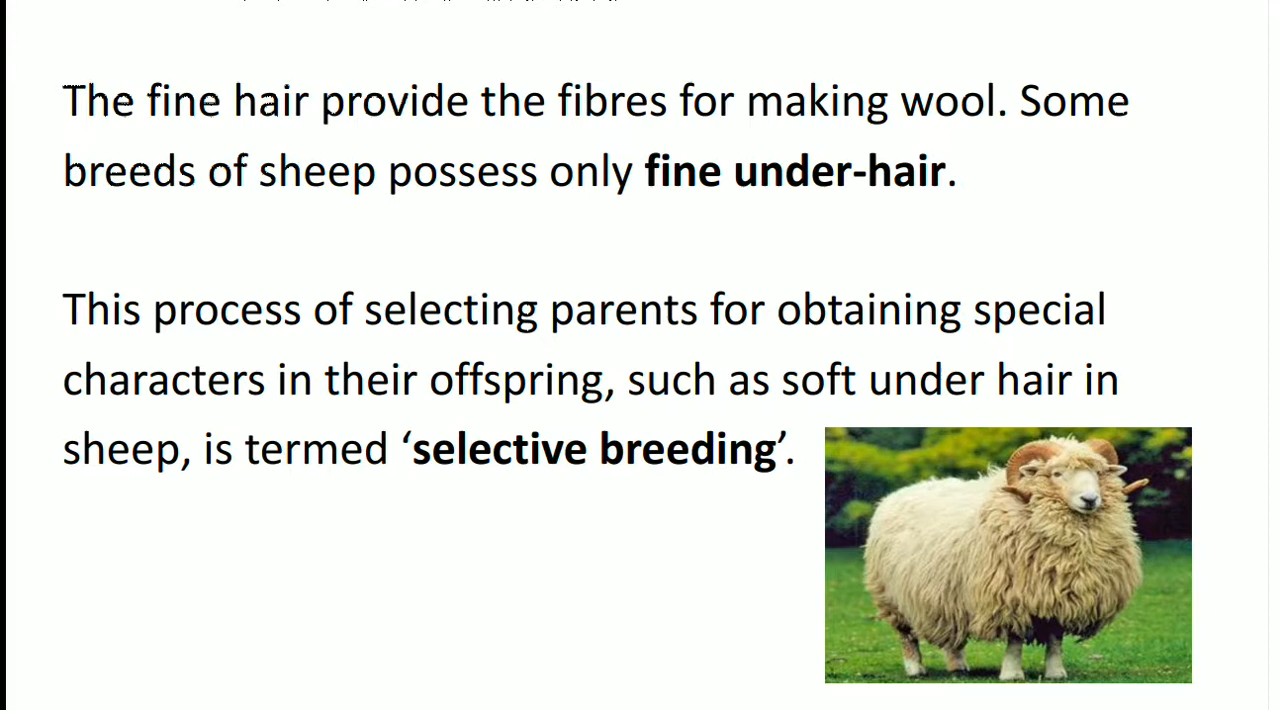 The fine hair provide the fibres for making wool. Some
breeds of sheep possess only fine under-hair.
This process of selecting parents for obtaining special
characters in their offspring, such as soft under hair in
sheep, is termed ‘selective breeding’.